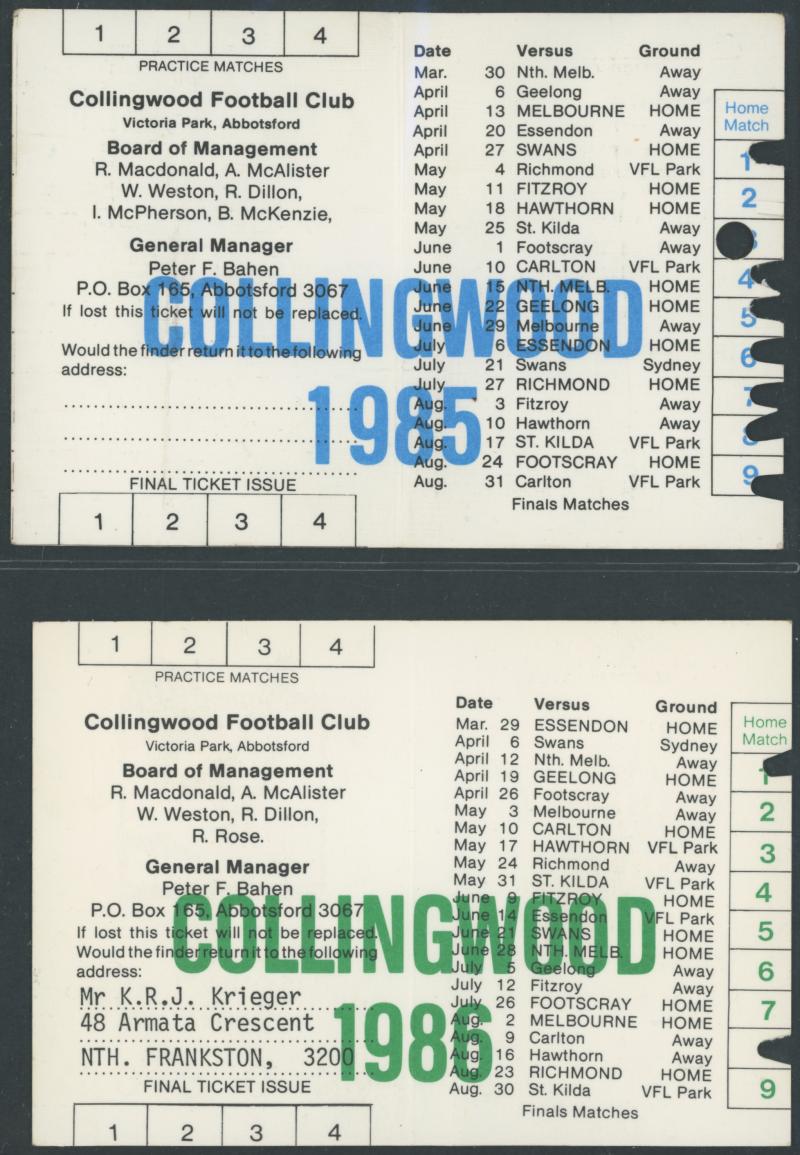 1 2 3 4
PRACTICE MATCHES
Collingwood Football Club
Victoria Park, Abbotsford
Board of Management
R. Macdonald, A. McAlister
W. Weston, R. Dillon,
I. McPherson, B. McKenzie,
General Manager
Peter F. Bahen
P.O. Box 165, Abbotsford 3067
If lost this ticket will not be replaced.
Would the finder return it to the following
address:
FINAL TICKET ISSUE
1 2 3 4
COLLINGWOOD
1985
Date Versus Ground
Mar. 30 Nth. Melb. Away
April 6 Geelong Away
April 13 MELBOURNE HOME
April 20 Essendon Away
April 27 SWANS HOME
May 4 Richmond VFL Park
May 11 FITZROY HOME
May 18 HAWTHORN HOME
May 25 St. Kilda Away
June 1 Footscray Away
June 10 CARLTON VFL Park
June 15 NTH. MELB. HOME
June 22 GEELONG HOME
June 29 Melbourne Away
July 6 ESSENDON HOME
July 21 Swans Sydney
July 27 RICHMOND HOME
Aug. 3 Fitzroy Away
Aug. 10 Hawthorn Away
Aug. 17 ST. KILDA VFL Park
Aug. 24 FOOTSCRAY HOME
Aug. 31 Carlton VFL Park
Finals Matches
Home
Match
1
2
3
4
5
6
7
8
9
1 2 3 4
PRACTICE MATCHES
Collingwood Football Club
Victoria Park, Abbotsford
Board of Management
R. Macdonald, A. McAlister
W. Weston, R. Dillon,
R. Rose.
General Manager
Peter F. Bahen
P.O. Box 165, Abbotsford 3067
If lost this ticket will not be replaced.
Would the finder return it to the following
address:
Mr K.R.J. Krieger
48 Armata Crescent
NTH. FRANKSTON, 3200
FINAL TICKET ISSUE
1 2 3 4
COLLINGWOOD
1986
Date Versus Ground
Mar. 29 ESSENDON HOME
April 6 Swans Sydney
April 12 Nth. Melb. Away
April 19 GEELONG HOME
April 26 Footscray Away
May 3 Melbourne Away
May 10 CARLTON HOME
May 17 HAWTHORN VFL Park
May 24 Richmond Away
May 31 ST. KILDA VFL Park
June 9 FITZROY HOME
June 14 Essendon VFL Park
June 21 SWANS HOME
June 28 NTH. MELB. HOME
July 5 Geelong Away
July 12 Fitzroy Away
July 26 FOOTSCRAY HOME
Aug. 2 MELBOURNE HOME
Aug. 9 Carlton Away
Aug. 16 Hawthorn Away
Aug. 23 RICHMOND HOME
Aug. 30 St. Kilda VFL Park
Finals Matches
Home
Match
1
2
3
4
5
6
7
9